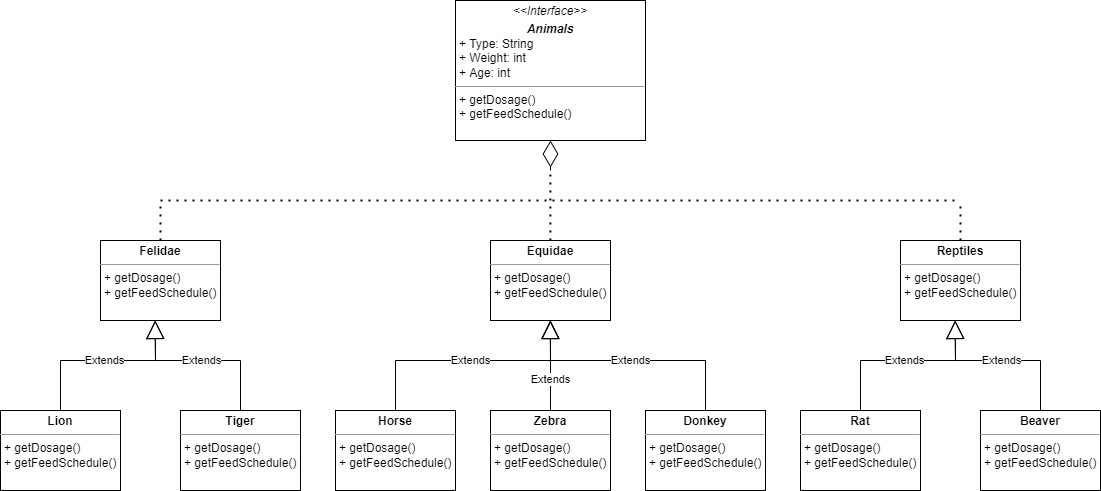 <<Interface>>
Animals
+ Type: String
+ Weight: int
+ Age: int
+ getDosage()
+ getFeedSchedule()
Felidae
+ getDosage()
+ getFeedSchedule()
Equidae
+ getDosage()
+ getFeedSchedule()
Reptiles
+ getDosage()
+ getFeedSchedule()
Extends
Extends
Extends
Extends
Extends
Extends
Extends
Lion
+ getDosage()
+ getFeedSchedule()
Tiger
+ getDosage()
+ getFeedSchedule()
Horse
+ getDosage()
+ getFeedSchedule()
Zebra
+ getDosage()
+ getFeedSchedule()
Donkey
+ getDosage()
+ getFeedSchedule()
Rat
+ getDosage()
+ getFeedSchedule()
Beaver
+ getDosage()
+ getFeedSchedule()